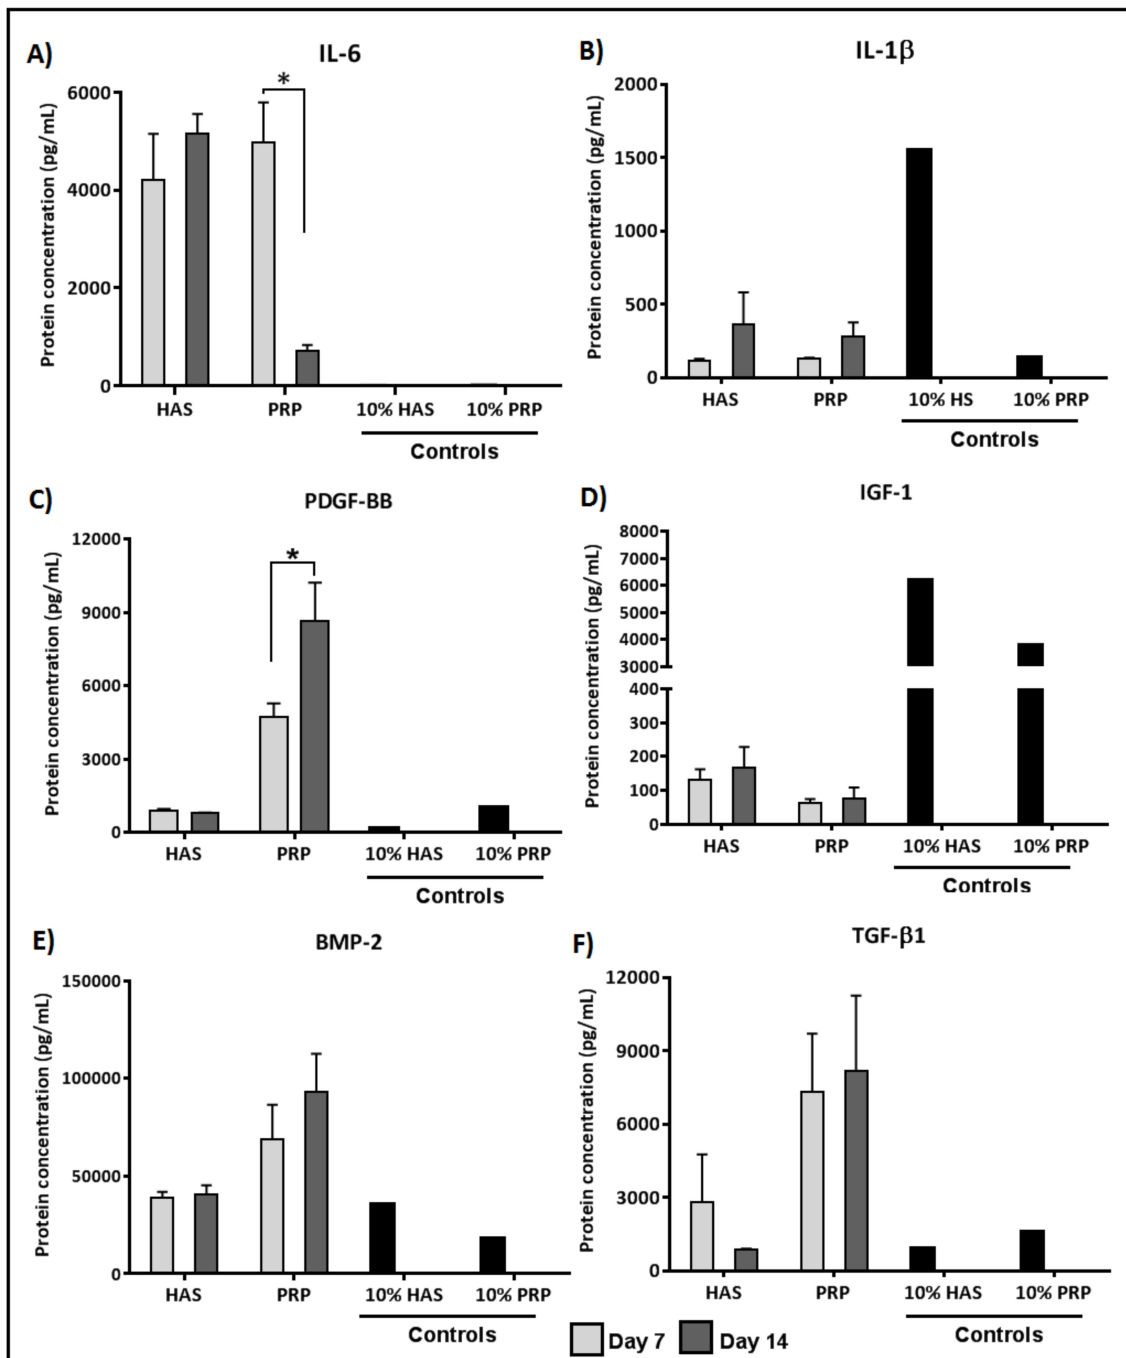 A)
IL-6
Protein concentration (pg/mL)
6000
4000
2000
0
*
HAS
PRP
10% HAS
10% PRP
Controls
B)
IL-1β
Protein concentration (pg/mL)
2000
1500
1000
500
0
HAS
PRP
10% HS
10% PRP
Controls
C)
PDGF-BB
Protein concentration (pg/mL)
12000
9000
6000
3000
0
*
HAS
PRP
10% HAS
10% PRP
Controls
D)
IGF-1
Protein concentration (pg/mL)
8000
7000
6000
5000
4000
3000
400
300
200
100
0
HAS
PRP
10% HAS
10% PRP
Controls
E)
BMP-2
Protein concentration (pg/mL)
150000
100000
50000
0
HAS
PRP
10% HAS
10% PRP
Controls
F)
TGF-β1
Protein concentration (pg/mL)
12000
9000
6000
3000
0
HAS
PRP
10% HAS
10% PRP
Controls
Day 7
Day 14